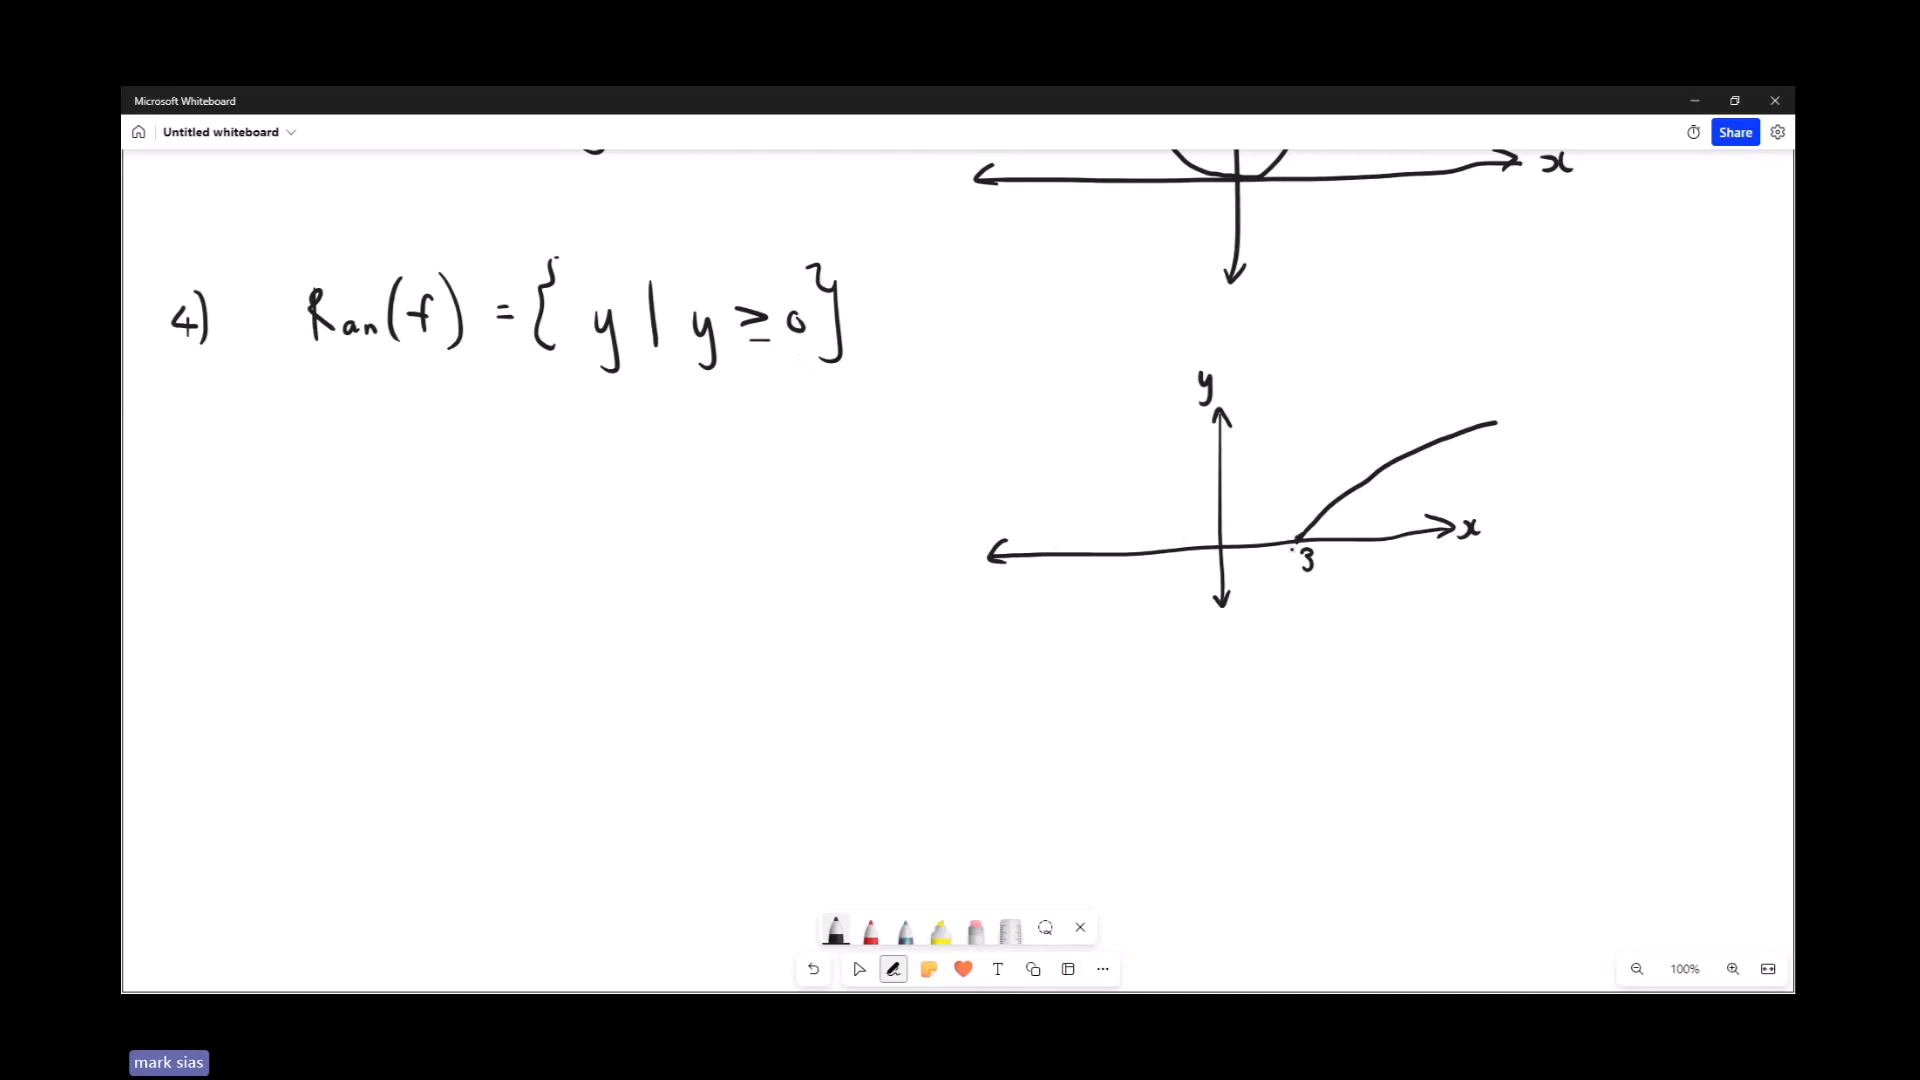 Microsoft Whiteboard
Untitled whiteboard
Share
x
4) Ran(f) = { y | y ≥ 0 }
y
x
3
T
100%
mark sias